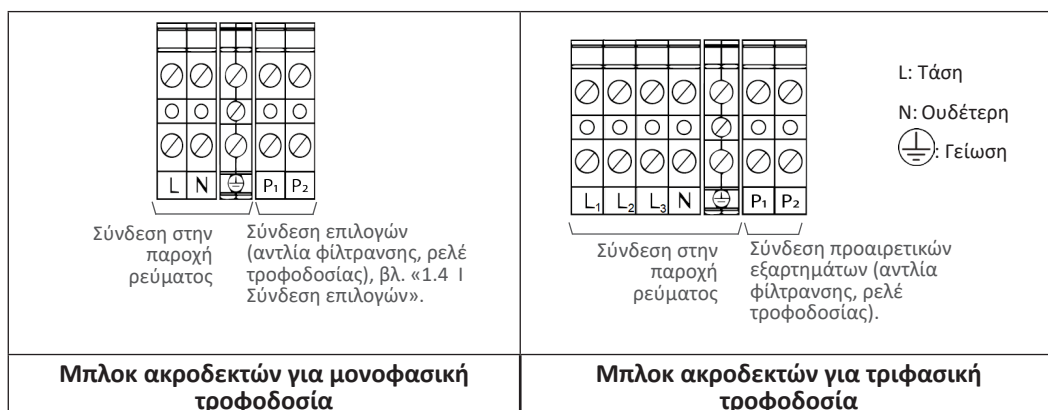 L N P₁ P₂
Σύνδεση στην
παροχή
ρεύματος
Σύνδεση επιλογών
(αντλία φίλτρανσης, ρελέ
τροφοδοσίας), βλ. «1.4 I
Σύνδεση επιλογών».
Μπλοκ ακροδεκτών για μονοφασική
τροφοδοσία
L₁ L₂ L₃ N P₁ P₂
Σύνδεση στην
παροχή
ρεύματος
Σύνδεση προαιρετικών
εξαρτημάτων (αντλία
φίλτρανσης, ρελέ
τροφοδοσίας).
L: Τάση
N: Ουδέτερη
: Γείωση
Μπλοκ ακροδεκτών για τριφασική
τροφοδοσία